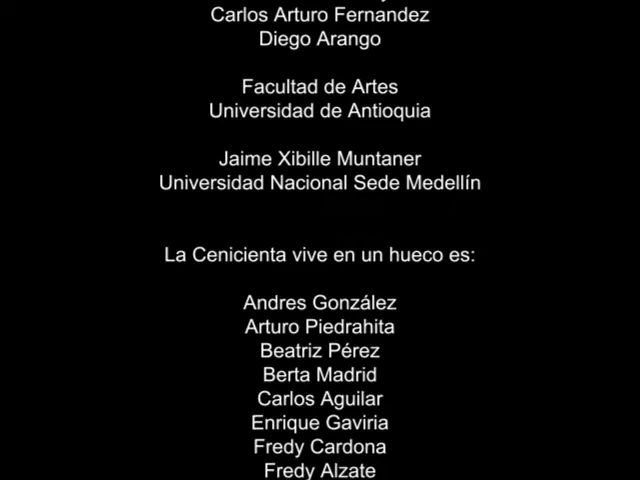 Carlos Arturo Fernandez
Diego Arango
Facultad de Artes
Universidad de Antioquia
Jaime Xibille Muntaner
Universidad Nacional Sede Medellín
La Cenicienta vive en un hueco es:
Andres González
Arturo Piedrahita
Beatriz Pérez
Berta Madrid
Carlos Aguilar
Enrique Gaviria
Fredy Cardona
Fredy Alzate